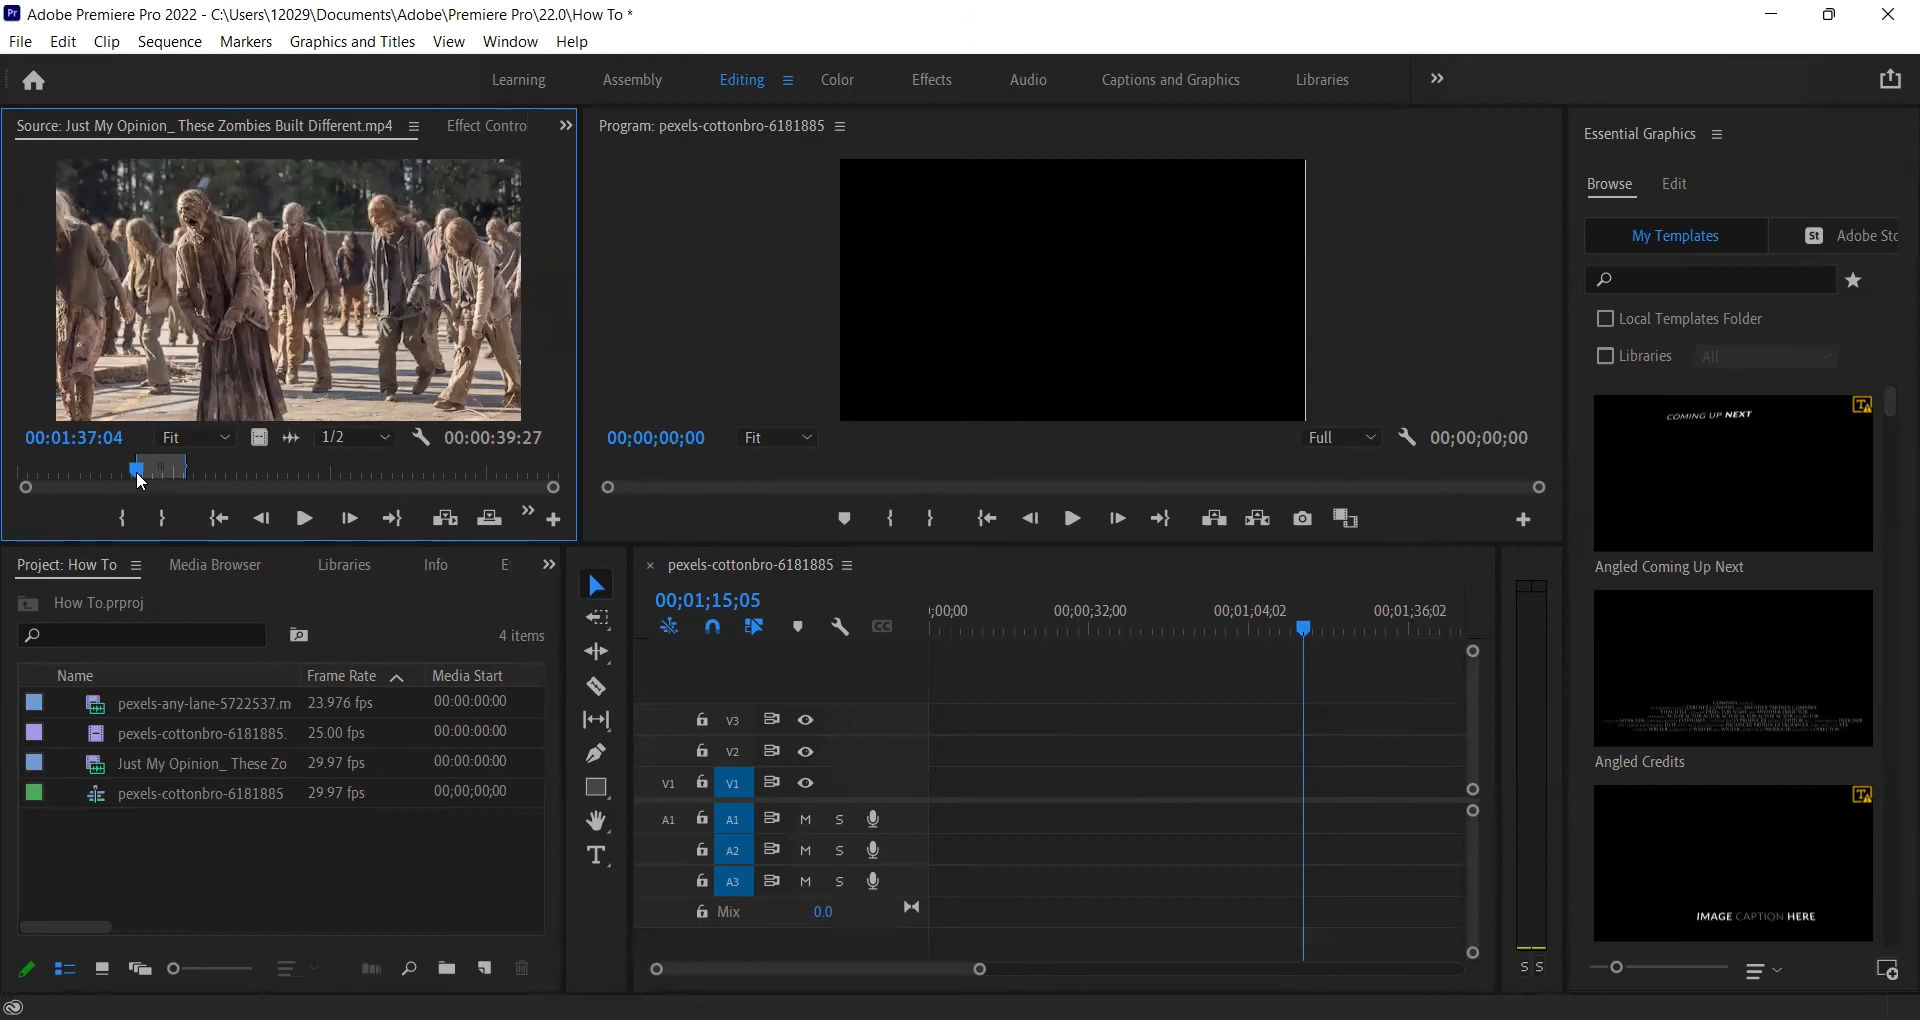 Pr Adobe Premiere Pro 2022 - C:\Users\12029\Documents\Adobe\Premiere Pro\22.0\How To *
File Edit Clip Sequence Markers Graphics and Titles View Window Help
Learning Assembly Editing Color Effects Audio Captions and Graphics Libraries
Source: Just My Opinion_ These Zombies Built Different.mp4 Effect Contro
Program: pexels-cottonbro-6181885
Essential Graphics
Browse Edit
My Templates St Adobe Stc
Local Templates Folder
Libraries All
COMING UP NEXT
Angled Coming Up Next
Angled Credits
IMAGE CAPTION HERE
00:01:37:04 Fit 1/2 00:00:39:27
00;00;00;00 Fit Full 00;00;00;00
Project: How To Media Browser Libraries Info E
How To.prproj
4 items
Name Frame Rate Media Start
pexels-any-lane-5722537.m 23.976 fps 00:00:00:00
pexels-cottonbro-6181885. 25.00 fps 00:00:00:00
Just My Opinion_ These Zo 29.97 fps 00:00:00:00
pexels-cottonbro-6181885 29.97 fps 00;00;00;00
× pexels-cottonbro-6181885
00;01;15;05
;00;00 00;00;32;00 00;01;04;02 00;01;36;02
V3
V2
V1 V1
A1 A1 M S
A2 M S
A3 M S
Mix 0.0
S S